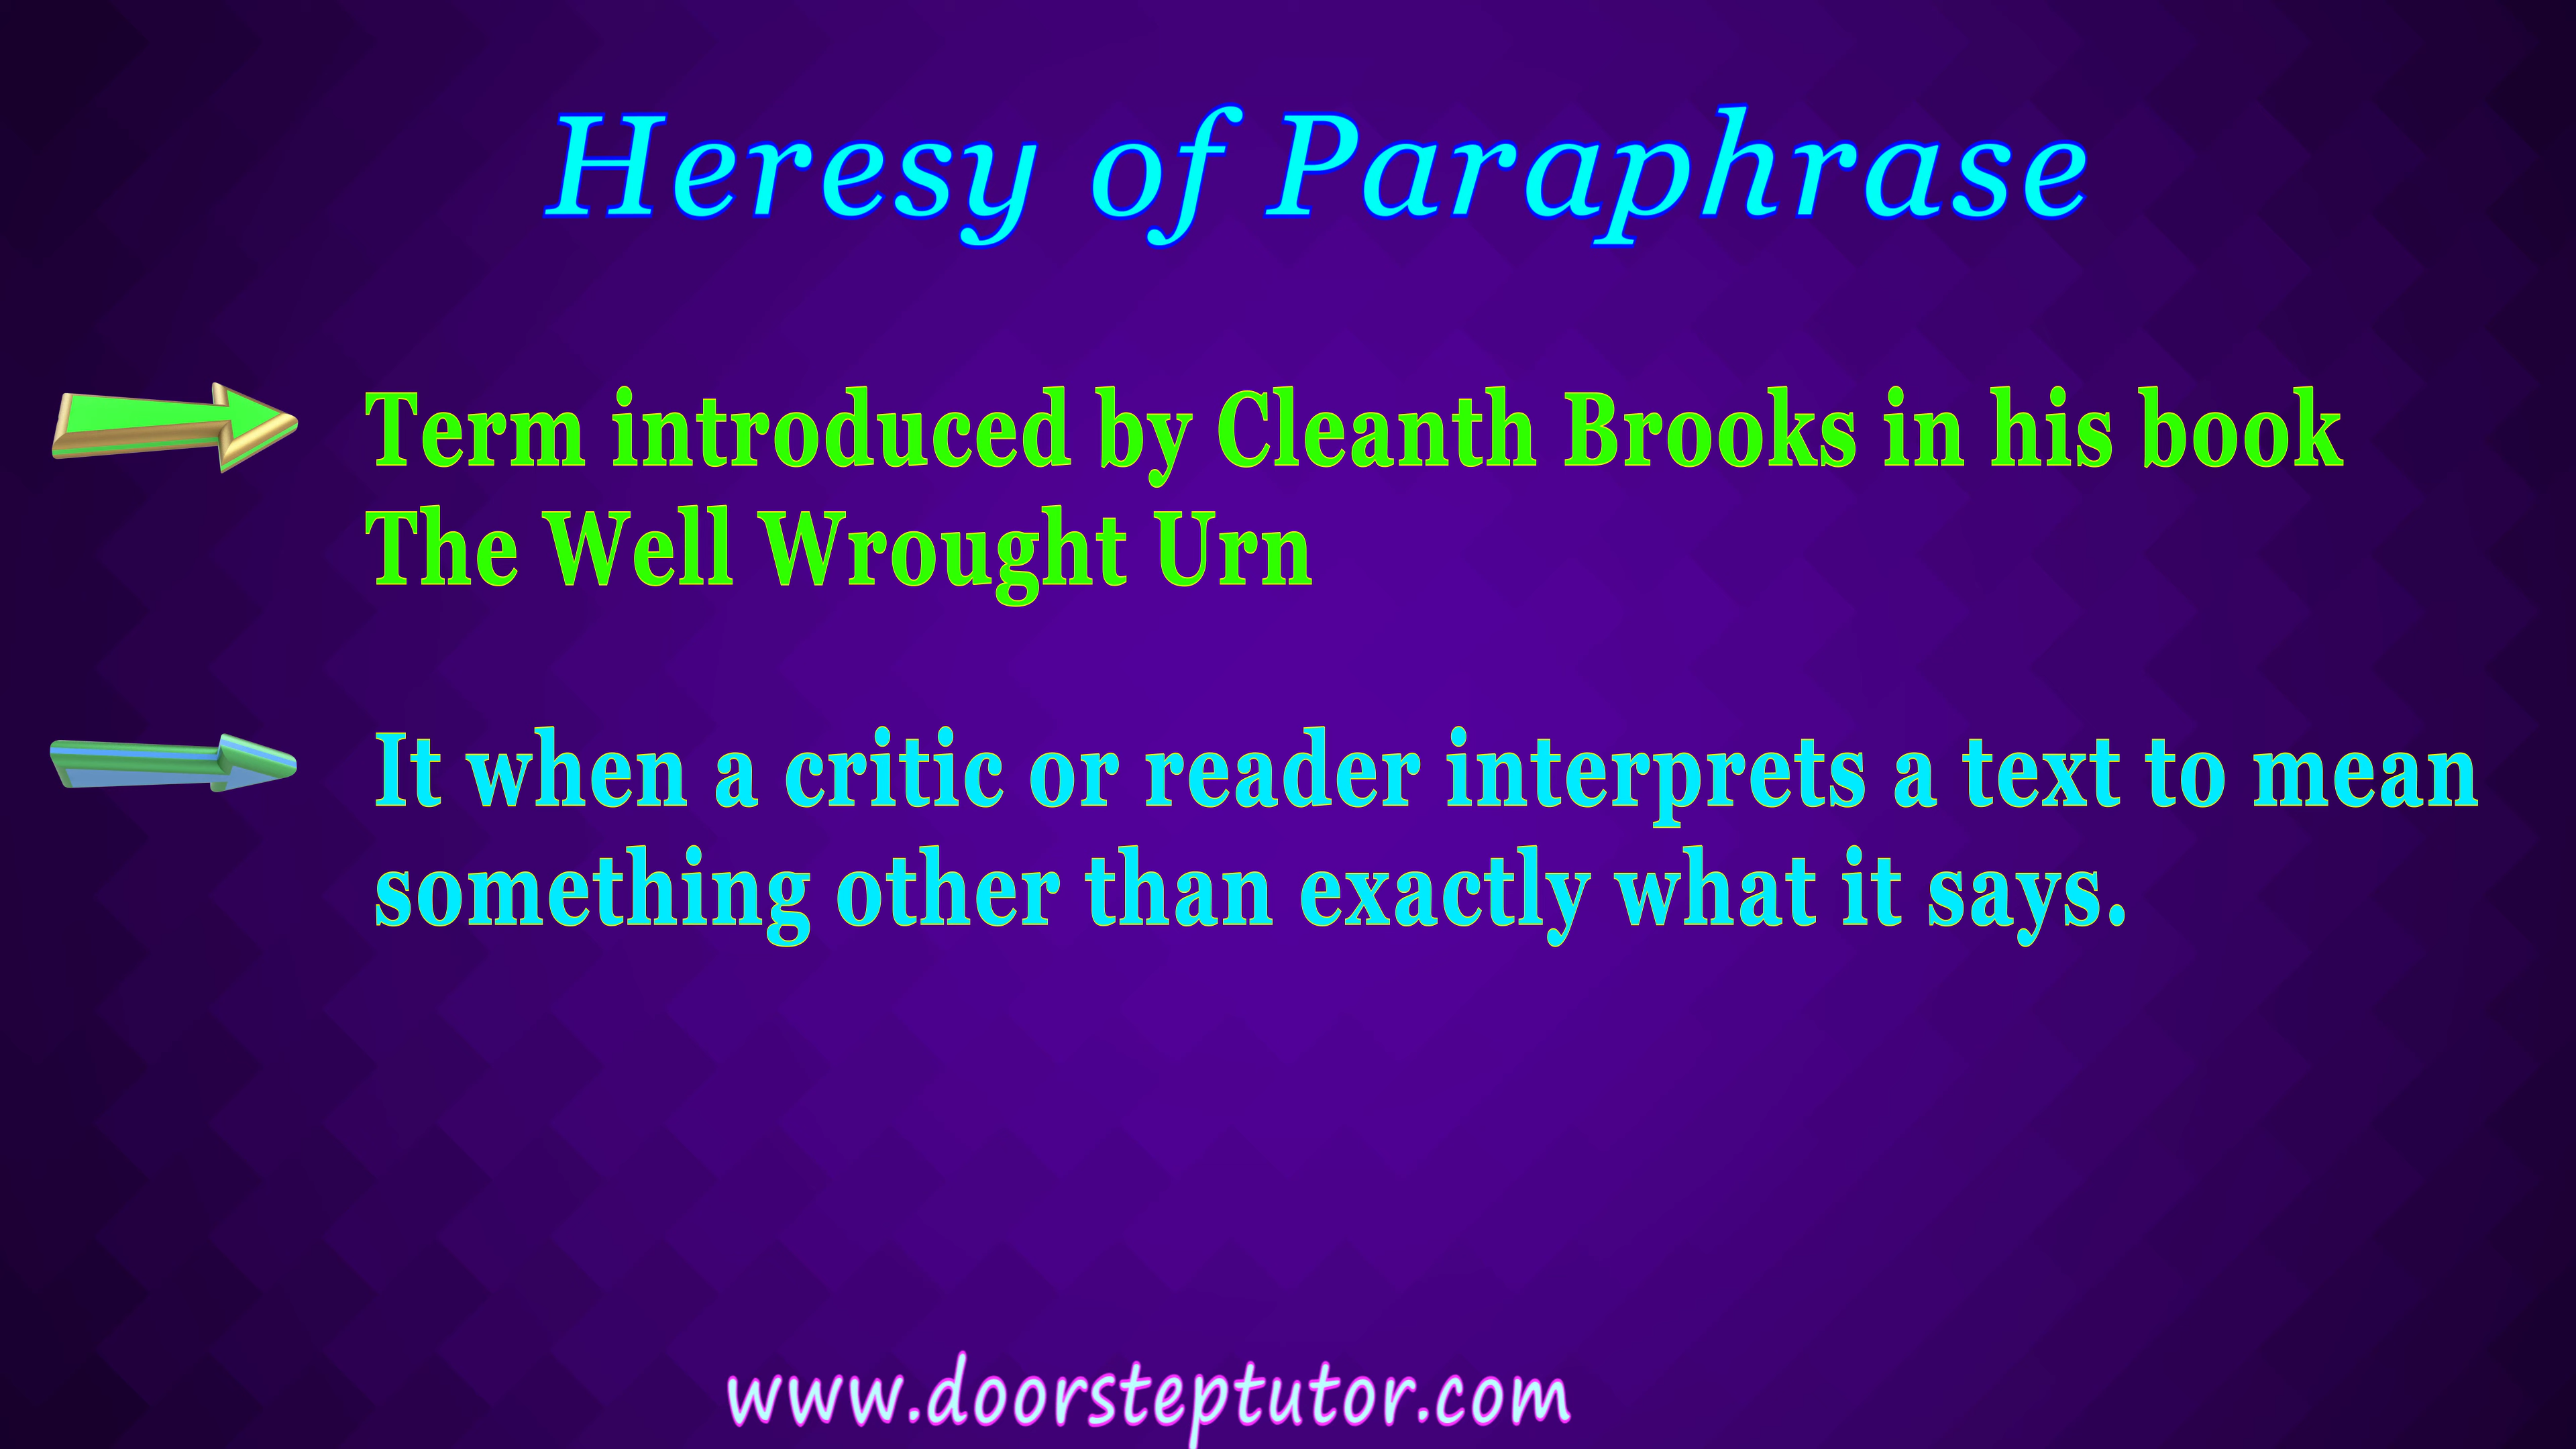 Heresy of Paraphrase
Term introduced by Cleanth Brooks in his book
The Well Wrought Urn
It when a critic or reader interprets a text to mean
something other than exactly what it says.
www.doorsteptutor.com